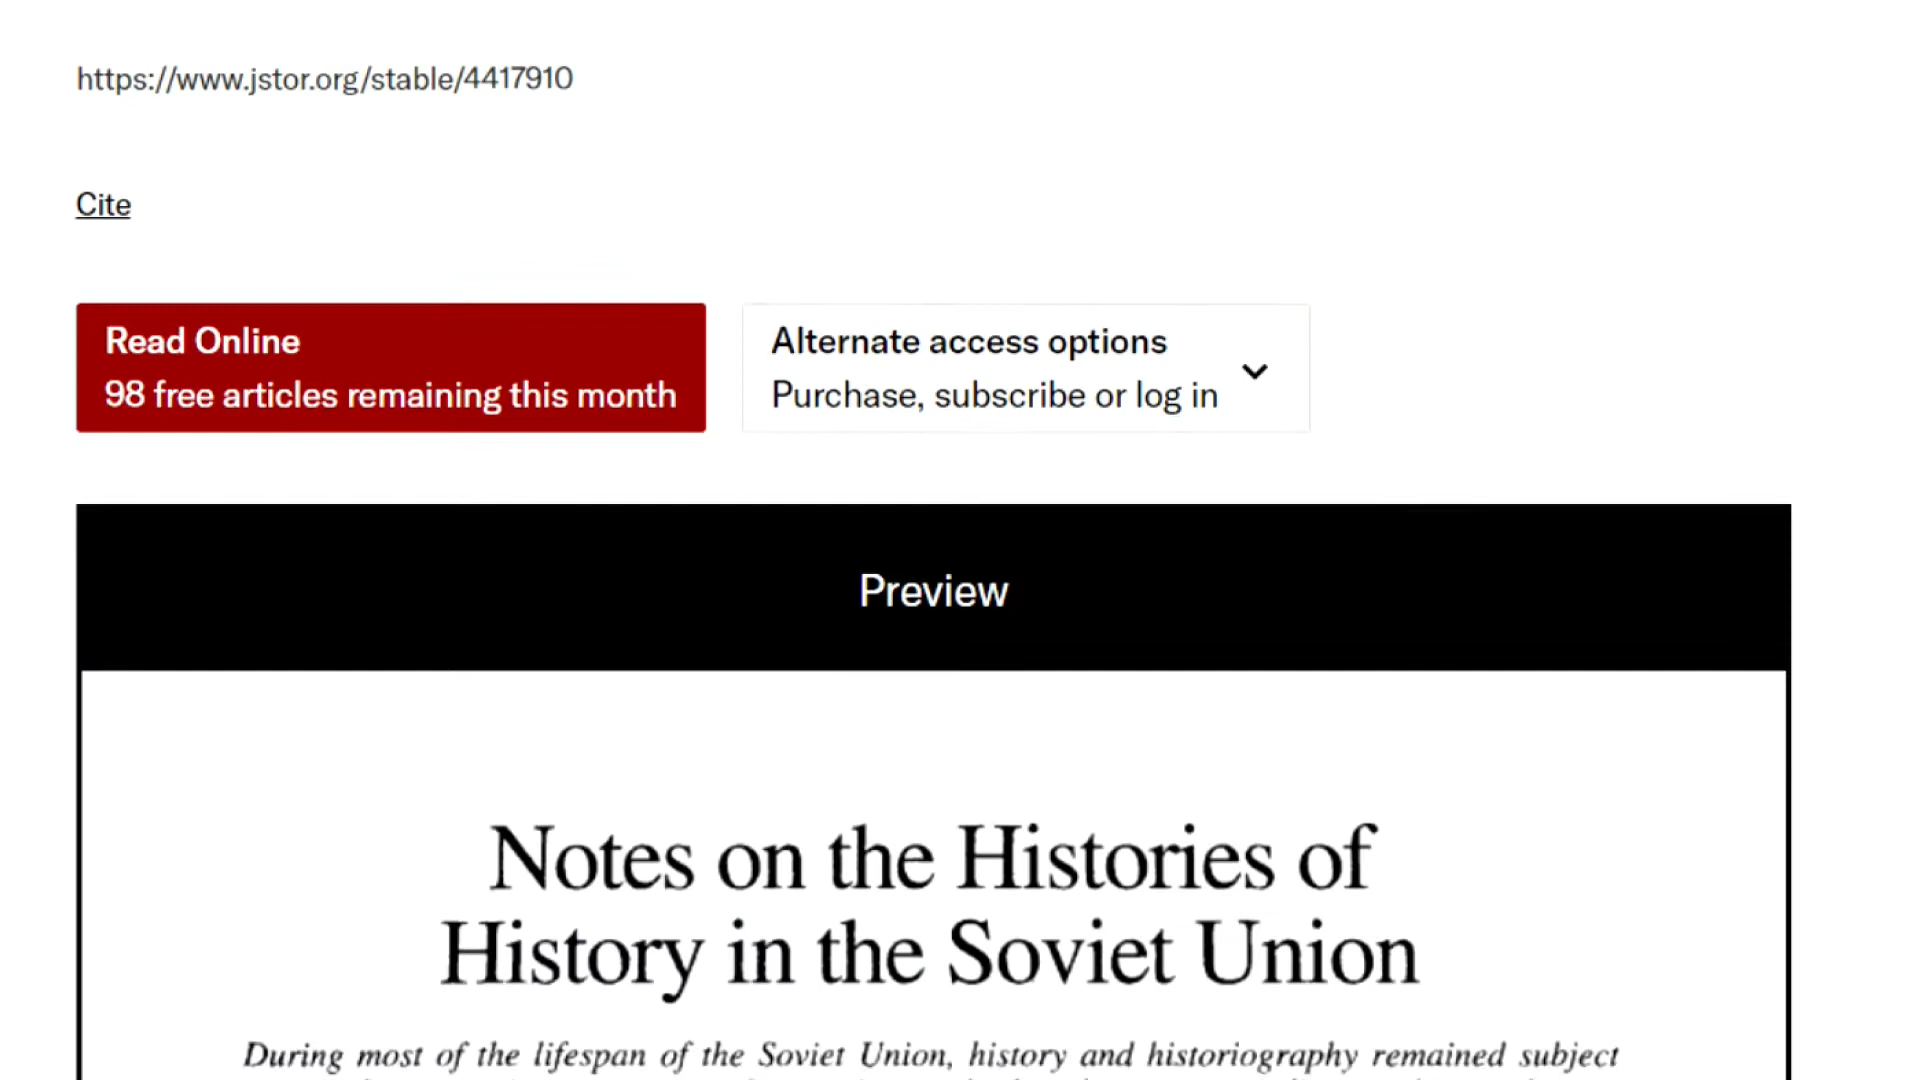 https://www.jstor.org/stable/4417910
Cite
Read Online
98 free articles remaining this month
Alternate access options
Purchase, subscribe or log in
Preview
Notes on the Histories of
History in the Soviet Union
During most of the lifespan of the Soviet Union, history and historiography remained subject